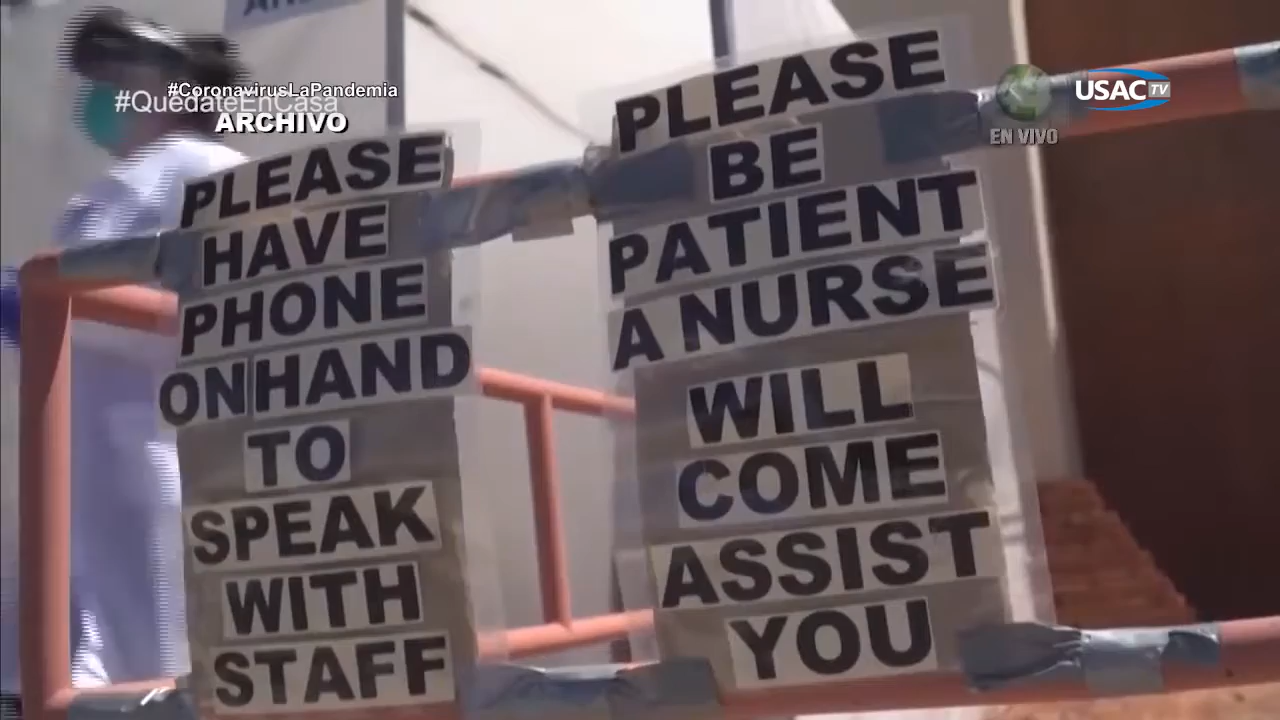 #CoronavirusLaPandemia
#QuédateEnCasa
ARCHIVO
USAC TV
EN VIVO
PLEASE
HAVE
PHONE
ON HAND
TO
SPEAK
WITH
STAFF
PLEASE
BE
PATIENT
A NURSE
WILL
COME
ASSIST
YOU